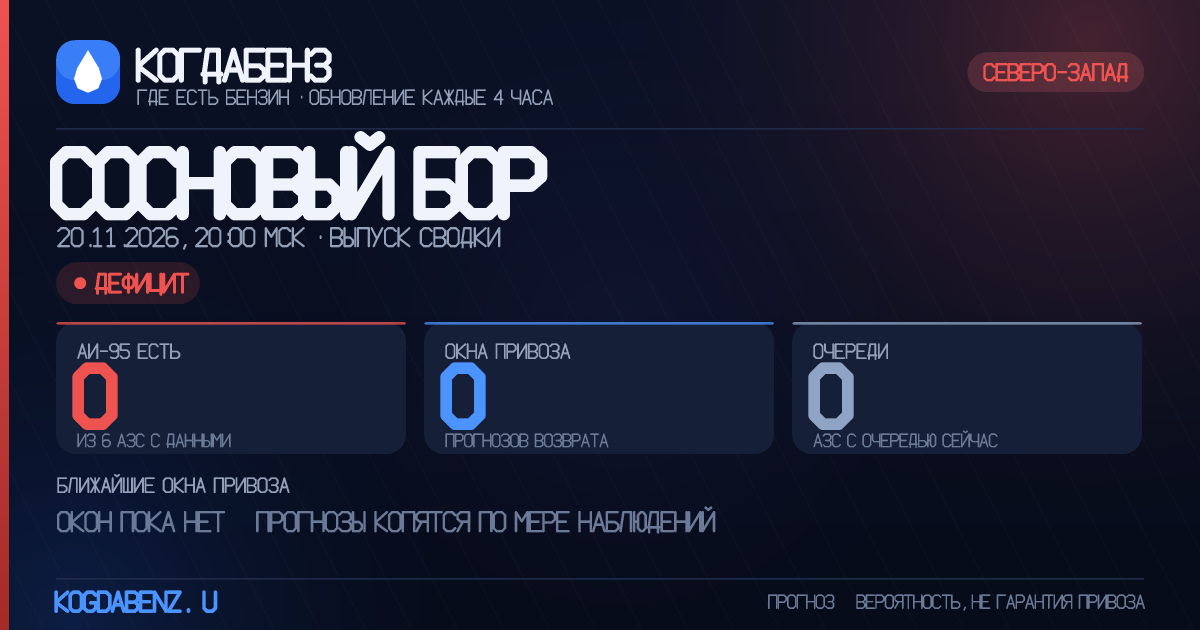 КОГДАБЕНЗ
ГДЕ ЕСТЬ БЕНЗИН · ОБНОВЛЕНИЕ КАЖДЫЕ 4 ЧАСА
СЕВЕРО-ЗАПАД
СОСНОВЫЙ БОР
20.11.2026, 20:00 МСК · ВЫПУСК СВОДКИ
ДЕФИЦИТ
АИ-95 ЕСТЬ
0
ИЗ 6 АЗС С ДАННЫМИ
ОКНА ПРИВОЗА
0
ПРОГНОЗОВ ВОЗВРАТА
ОЧЕРЕДИ
0
АЗС С ОЧЕРЕДЬЮ СЕЙЧАС
БЛИЖАЙШИЕ ОКНА ПРИВОЗА
ОКОН ПОКА НЕТ ПРОГНОЗЫ КОПЯТСЯ ПО МЕРЕ НАБЛЮДЕНИЙ
KOGDABENZ. U
ПРОГНОЗ ВЕРОЯТНОСТЬ, НЕ ГАРАНТИЯ ПРИВОЗА